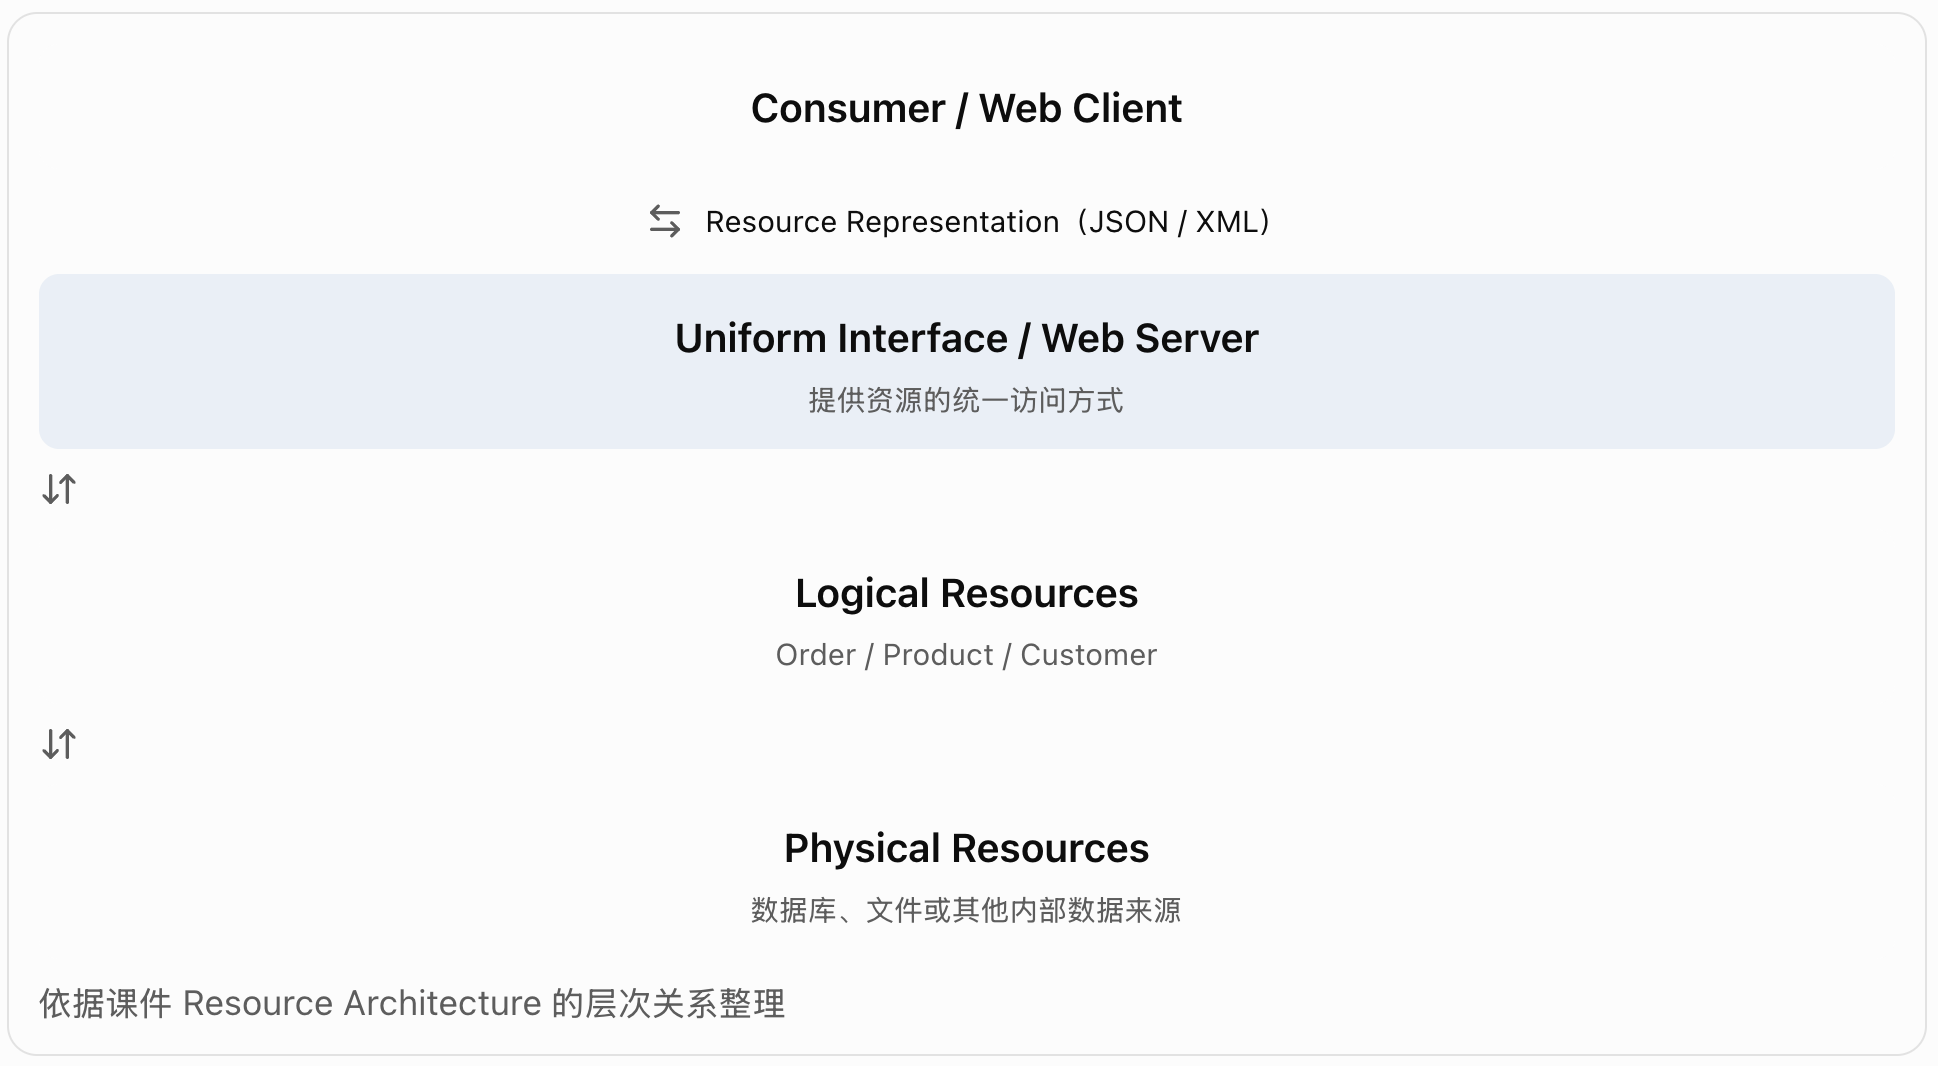 Consumer / Web Client
Resource Representation（JSON / XML）
Uniform Interface / Web Server
提供资源的统一访问方式
Logical Resources
Order / Product / Customer
Physical Resources
数据库、文件或其他内部数据来源
依据课件 Resource Architecture 的层次关系整理